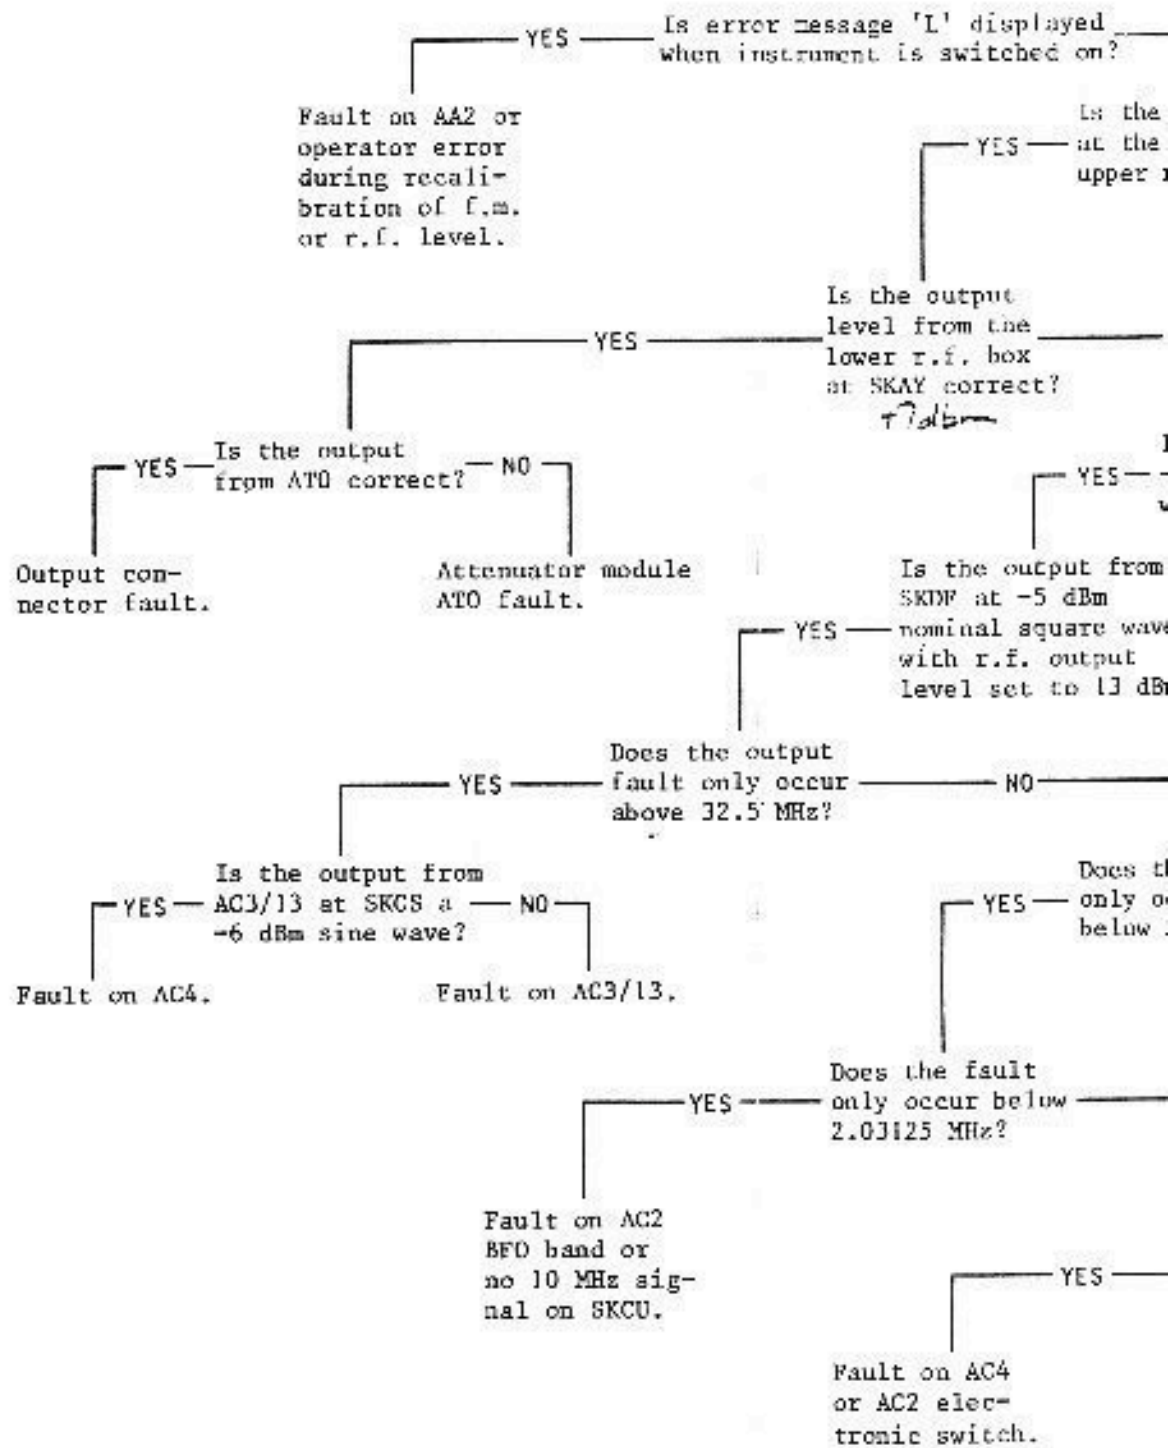 YES
Is error message 'L' displayed
when instrument is switched on?
Fault on AA2 or
operator error
during recali-
bration of f.m.
or r.f. level.
Is the
YES
at the
upper
Is the output
level from the
lower r.f. box
at SKAY correct?
+7dbm
YES
Is the output
from AT0 correct?
YES
NO
Output con-
nector fault.
Attenuator module
AT0 fault.
YES
Is the output from
SKDF at -5 dBm
nominal square wave
with r.f. output
level set to 13 dBm
YES
Does the output
fault only occur
above 32.5 MHz?
YES
NO
Is the output from
AC3/13 at SKCS a
-6 dBm sine wave?
YES
NO
Fault on AC4.
Fault on AC3/13.
Does th
YES
only oc
below
Does the fault
only occur below
2.03125 MHz?
YES
Fault on AC2
BFO band or
no 10 MHz sig-
nal on SKCU.
YES
Fault on AC4
or AC2 elec-
tronic switch.